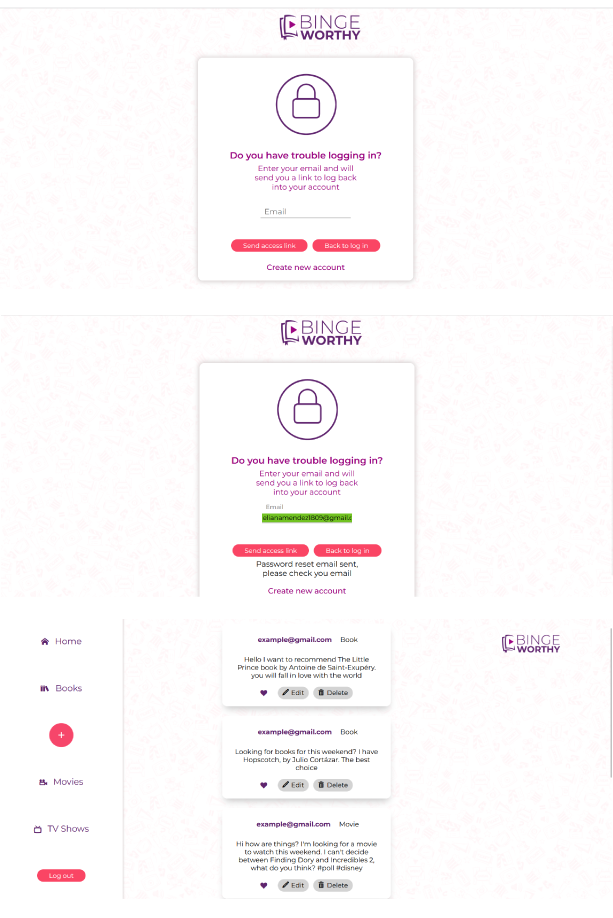 BINGE
WORTHY
Do you have trouble logging in?
Enter your email and will
send you a link to log back
into your account
Email
Send access link
Back to log in
Create new account
BINGE
WORTHY
Do you have trouble logging in?
Enter your email and will
send you a link to log back
into your account
Email
elianamendez1809@gmail.c
Send access link
Back to log in
Password reset email sent,
please check you email
Create new account
Home
Books
+
Movies
TV Shows
Log out
example@gmail.com Book
Hello I want to recommend The Little
Prince book by Antoine de Saint-Exupéry.
you will fall in love with the world
Edit
Delete
example@gmail.com Book
Looking for books for this weekend? I have
Hopscotch, by Julio Cortázar. The best
choice
Edit
Delete
example@gmail.com Movie
Hi how are things? I'm looking for a movie
to watch this weekend. I can't decide
between Finding Dory and Incredibles 2,
what do you think? #poll #disney
Edit
Delete
BINGE
WORTHY